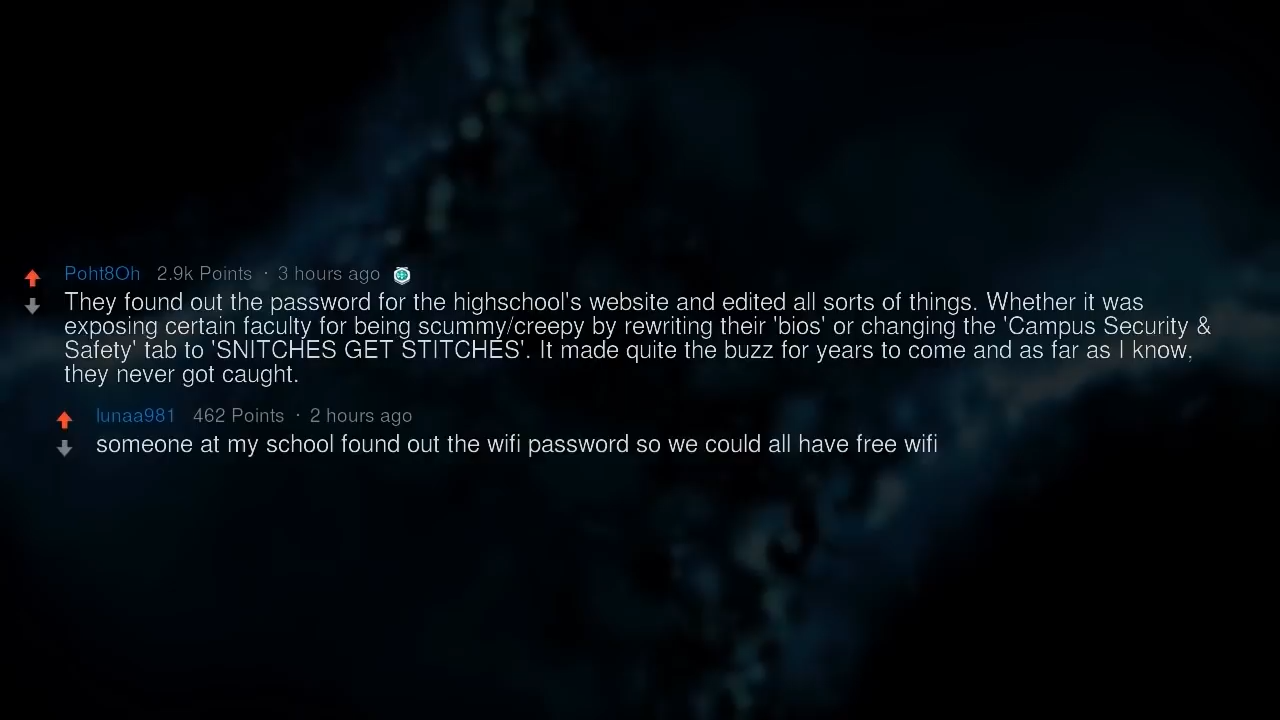 Poht8Oh 2.9k Points · 3 hours ago
They found out the password for the highschool's website and edited all sorts of things. Whether it was
exposing certain faculty for being scummy/creepy by rewriting their 'bios' or changing the 'Campus Security &
Safety' tab to 'SNITCHES GET STITCHES'. It made quite the buzz for years to come and as far as I know,
they never got caught.
lunaa981 462 Points · 2 hours ago
someone at my school found out the wifi password so we could all have free wifi